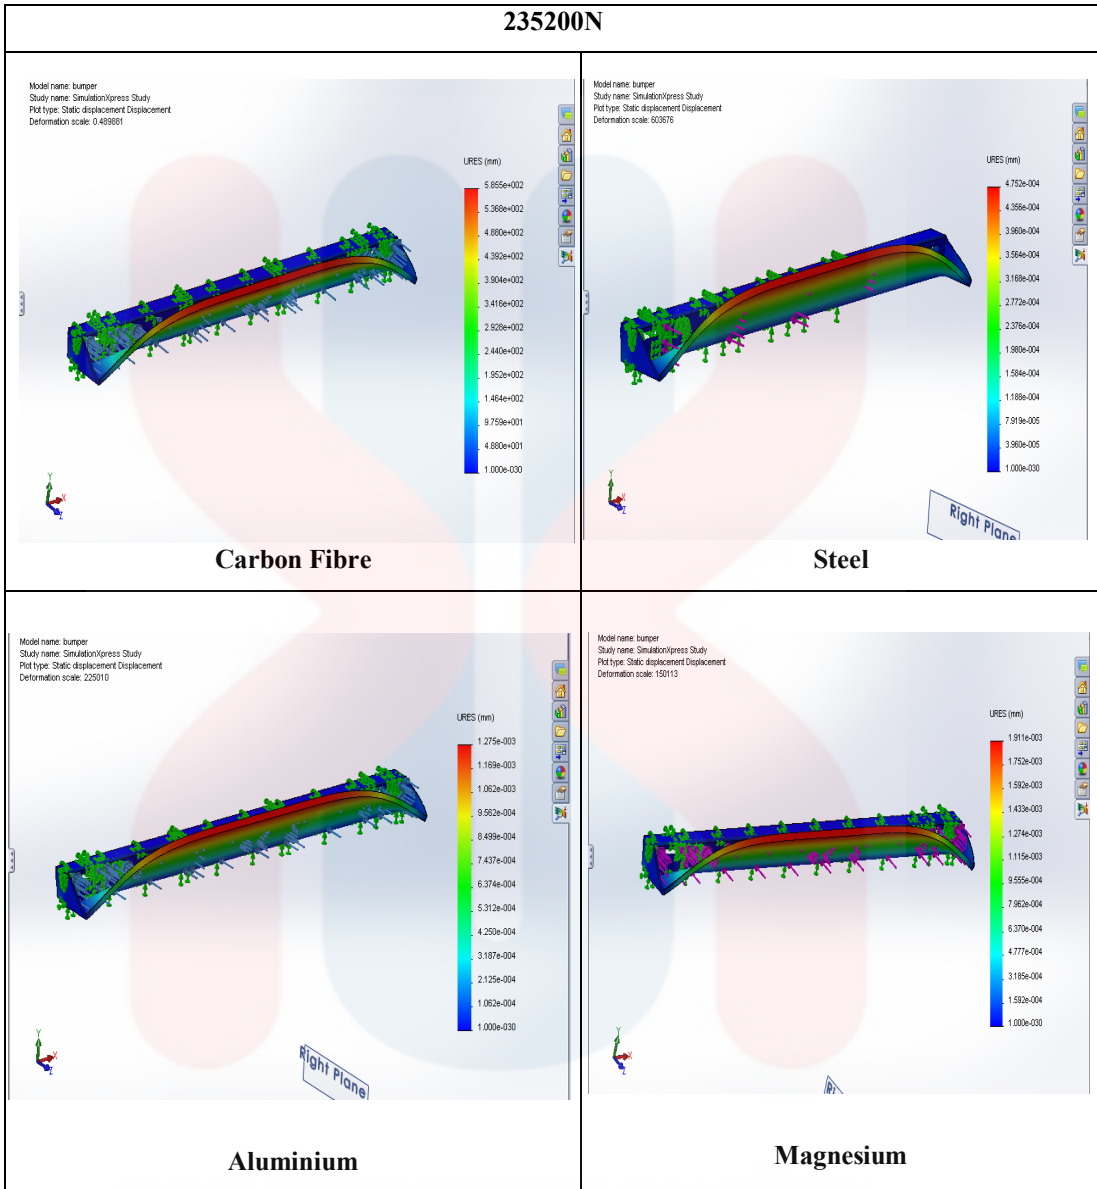 235200N
Model name: bumper
Study name: SimulationXpress Study
Plot type: Static displacement Displacement
Deformation scale: 0.489881
URES (mm)
5.855e+002
5.368e+002
4.880e+002
4.392e+002
3.904e+002
3.416e+002
2.928e+002
2.440e+002
1.952e+002
1.464e+002
9.759e+001
4.880e+001
1.000e-030
Y
X
Z
Carbon Fibre
Model name: bumper
Study name: SimulationXpress Study
Plot type: Static displacement Displacement
Deformation scale: 603676
URES (mm)
4.752e-004
4.356e-004
3.960e-004
3.564e-004
3.168e-004
2.772e-004
2.376e-004
1.980e-004
1.584e-004
1.188e-004
7.919e-005
3.960e-005
1.000e-030
Y
X
Z
Right Plane
Steel
Model name: bumper
Study name: SimulationXpress Study
Plot type: Static displacement Displacement
Deformation scale: 225010
URES (mm)
1.275e-003
1.169e-003
1.062e-003
9.562e-004
8.499e-004
7.437e-004
6.374e-004
5.312e-004
4.250e-004
3.187e-004
2.125e-004
1.062e-004
1.000e-030
Y
X
Z
Right Plane
Aluminium
Model name: bumper
Study name: SimulationXpress Study
Plot type: Static displacement Displacement
Deformation scale: 150113
URES (mm)
1.911e-003
1.752e-003
1.592e-003
1.433e-003
1.274e-003
1.115e-003
9.555e-004
7.962e-004
6.370e-004
4.777e-004
3.185e-004
1.592e-004
1.000e-030
Y
X
Z
Magnesium